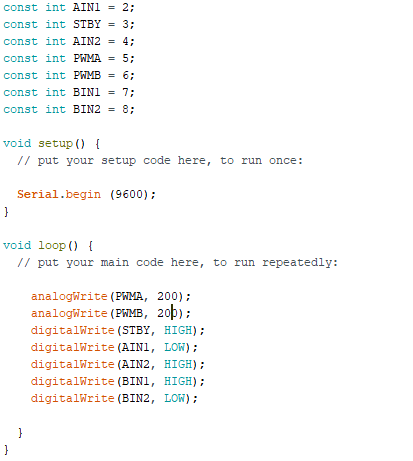 const int AIN1 = 2;
const int STBY = 3;
const int AIN2 = 4;
const int PWMA = 5;
const int PWMB = 6;
const int BIN1 = 7;
const int BIN2 = 8;

void setup() {
  // put your setup code here, to run once:

  Serial.begin (9600);
}

void loop() {
  // put your main code here, to run repeatedly:

    analogWrite(PWMA, 200);
    analogWrite(PWMB, 200);
    digitalWrite(STBY, HIGH);
    digitalWrite(AIN1, LOW);
    digitalWrite(AIN2, HIGH);
    digitalWrite(BIN1, HIGH);
    digitalWrite(BIN2, LOW);

  }
}